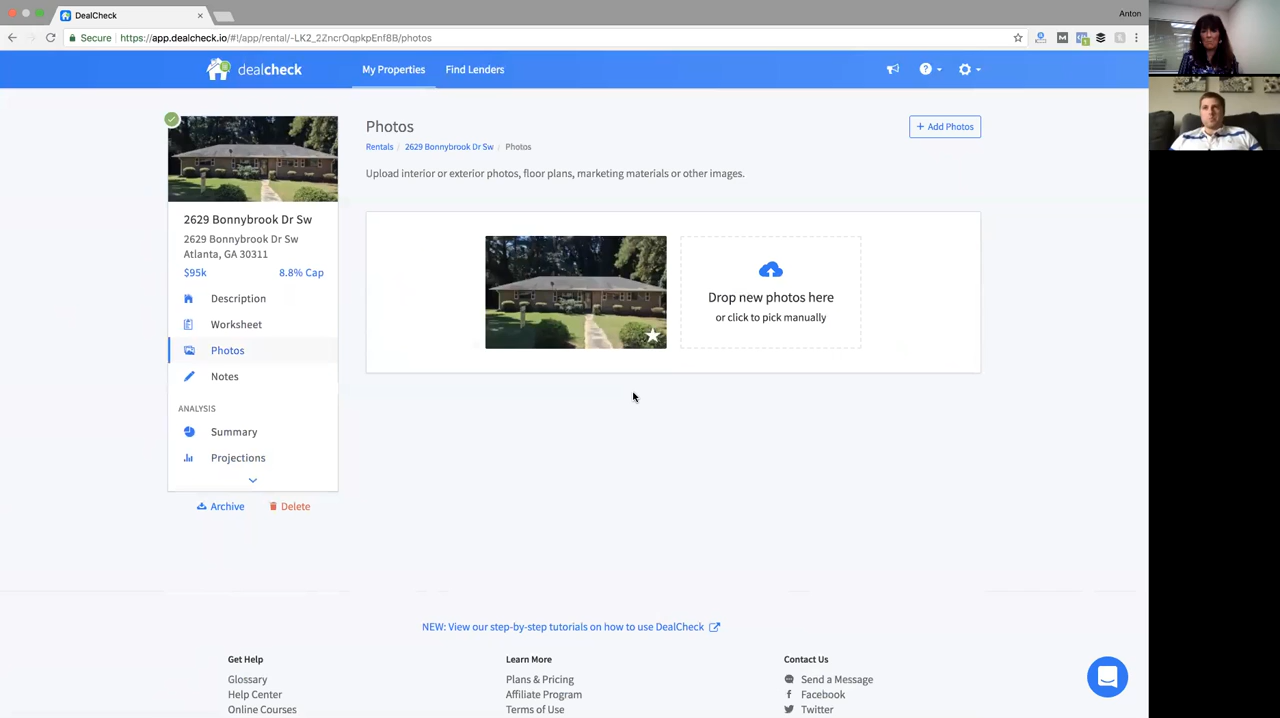 DealCheck
Anton
Secure
https://app.dealcheck.io/#!/app/rental/-LK2_2ZncrOqpkpEnf8B/photos
dealcheck
My Properties
Find Lenders
2629 Bonnybrook Dr Sw
2629 Bonnybrook Dr Sw
Atlanta, GA 30311
$95k 8.8% Cap
Description
Worksheet
Photos
Notes
ANALYSIS
Summary
Projections
Archive Delete
Photos
+ Add Photos
Rentals / 2629 Bonnybrook Dr Sw / Photos
Upload interior or exterior photos, floor plans, marketing materials or other images.
Drop new photos here
or click to pick manually
NEW: View our step-by-step tutorials on how to use DealCheck
Get Help
Glossary
Help Center
Online Courses
Learn More
Plans & Pricing
Affiliate Program
Terms of Use
Contact Us
Send a Message
Facebook
Twitter